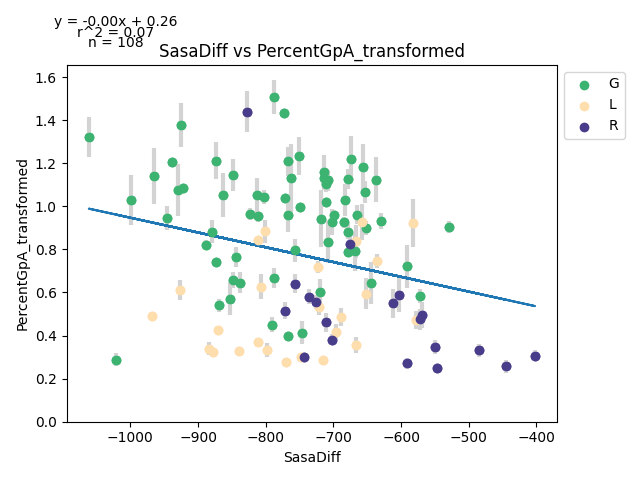 y = -0.00x + 0.26
r^2 = 0.07
n = 108
SasaDiff vs PercentGpA_transformed
G
L
R
1.6
1.4
1.2
1.0
0.8
0.6
0.4
0.2
0.0
PercentGpA_transformed
−1000 −900 −800 −700 −600 −500 −400
SasaDiff